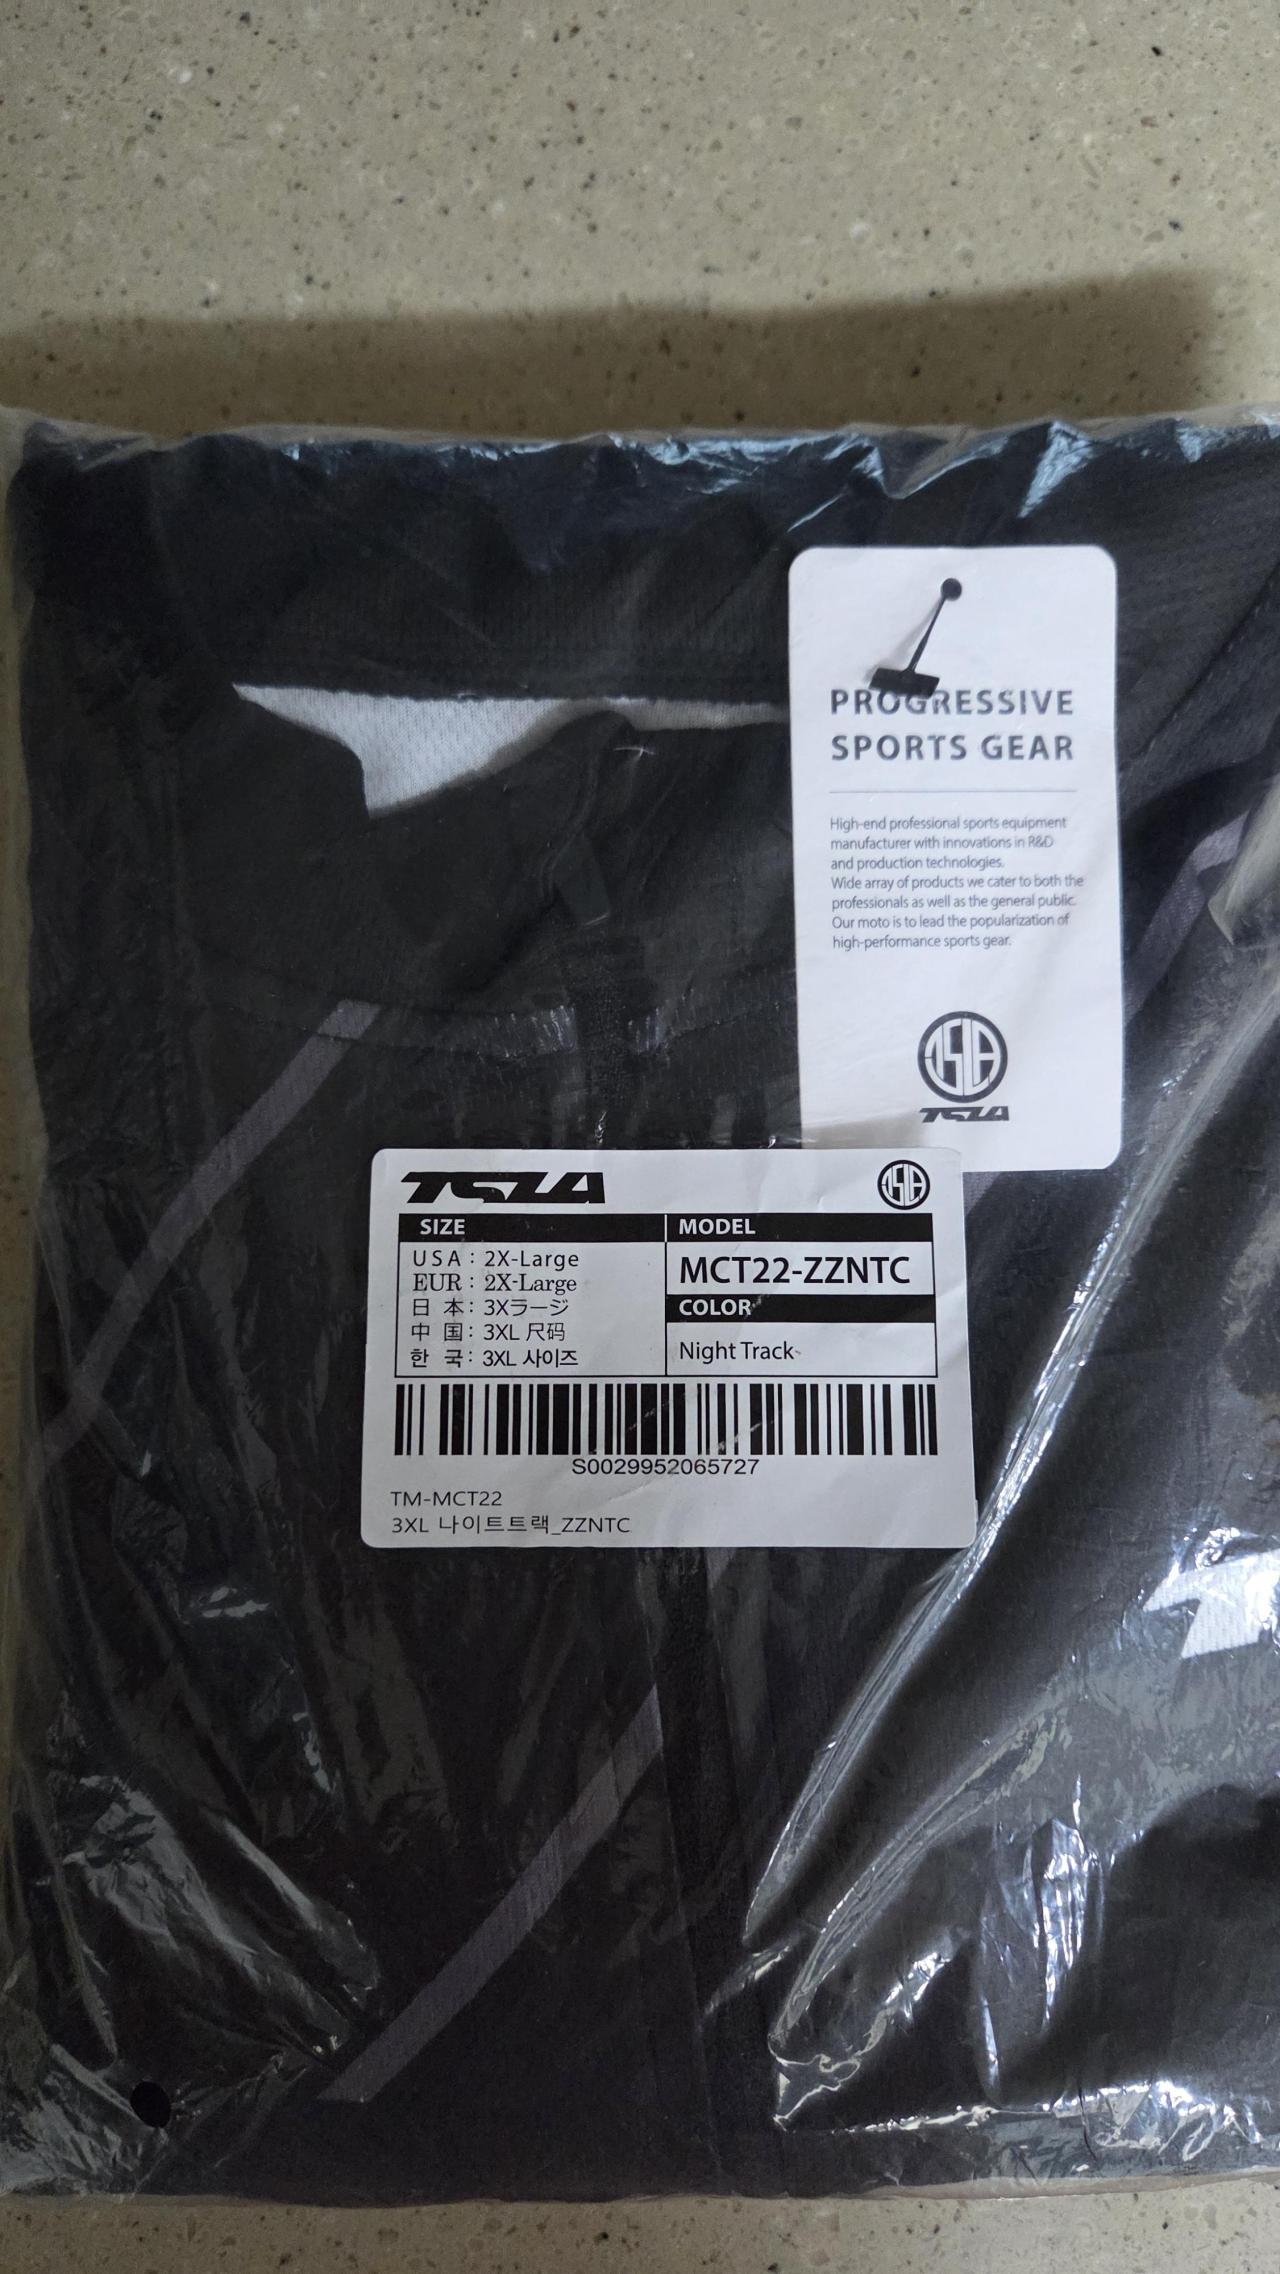 PROGRESSIVE
SPORTS GEAR
High-end professional sports equipment
manufacturer with innovations in R&D
and production technologies.
Wide array of products we cater to both the
professionals as well as the general public.
Our moto is to lead the popularization of
high-performance sports gear.
TSLA
TSLA
TSLA
TSLA
SIZE
USA : 2X-Large
EUR : 2X-Large
日 本 : 3Xラージ
中 国 : 3XL 尺码
한 국 : 3XL 사이즈
MODEL
MCT22-ZZNTC
COLOR
Night Track
S0029952065727
TM-MCT22
3XL 나이트트랙_ZZNTC